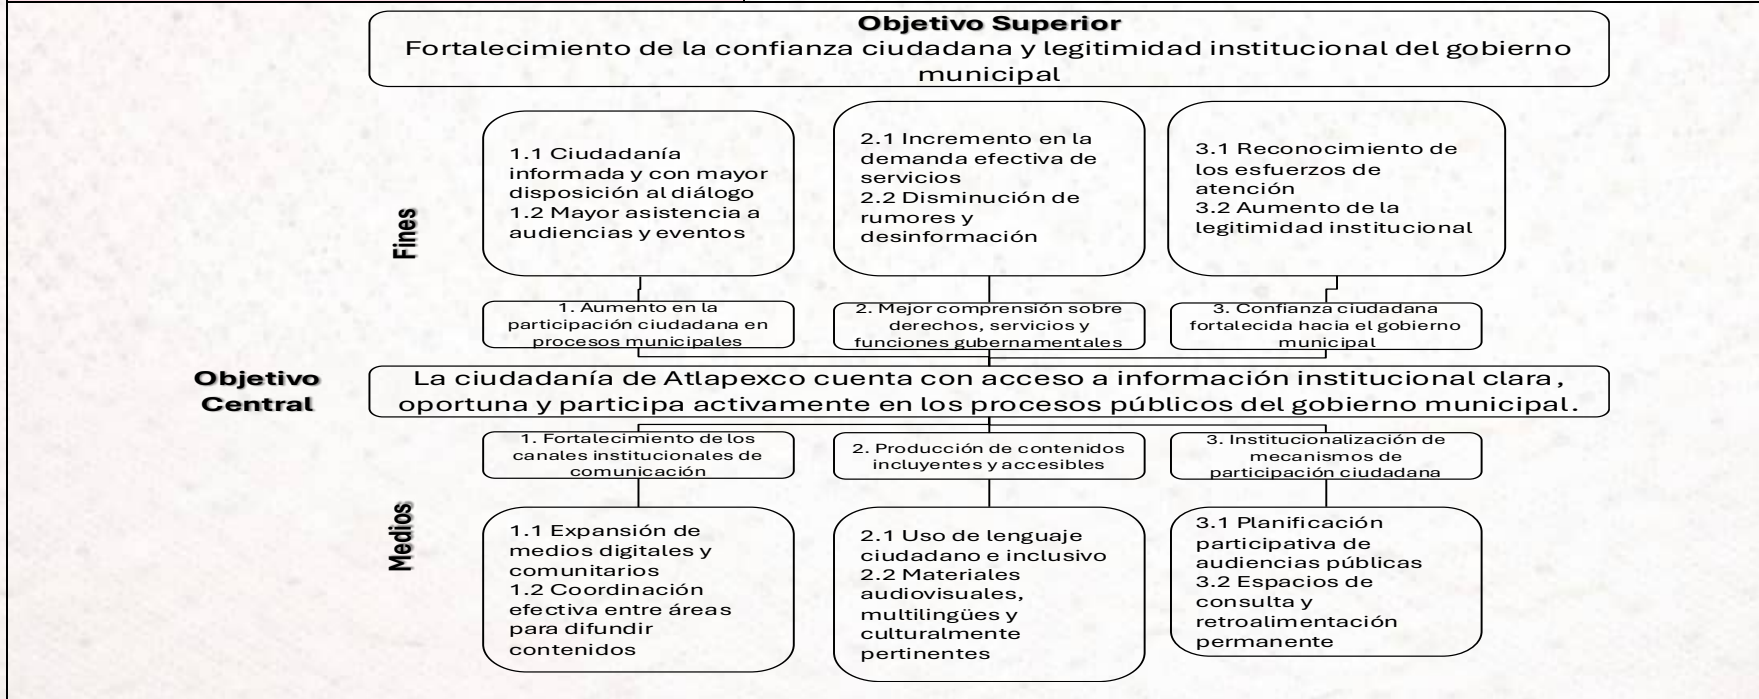 Objetivo Superior
Fortalecimiento de la confianza ciudadana y legitimidad institucional del gobierno
municipal
Fines
1.1 Ciudadanía
informada y con mayor
disposición al diálogo
1.2 Mayor asistencia a
audiencias y eventos
2.1 Incremento en la
demanda efectiva de
servicios
2.2 Disminución de
rumores y
desinformación
3.1 Reconocimiento de
los esfuerzos de
atención
3.2 Aumento de la
legitimidad institucional
1. Aumento en la
participación ciudadana en
procesos municipales
2. Mejor comprensión sobre
derechos, servicios y
funciones gubernamentales
3. Confianza ciudadana
fortalecida hacia el gobierno
municipal
Objetivo
Central
La ciudadanía de Atlapexco cuenta con acceso a información institucional clara,
oportuna y participa activamente en los procesos públicos del gobierno municipal.
1. Fortalecimiento de los
canales institucionales de
comunicación
2. Producción de contenidos
incluyentes y accesibles
3. Institucionalización de
mecanismos de
participación ciudadana
Medios
1.1 Expansión de
medios digitales y
comunitarios
1.2 Coordinación
efectiva entre áreas
para difundir
contenidos
2.1 Uso de lenguaje
ciudadano e inclusivo
2.2 Materiales
audiovisuales,
multilingües y
culturalmente
pertinentes
3.1 Planificación
participativa de
audiencias públicas
3.2 Espacios de
consulta y
retroalimentación
permanente